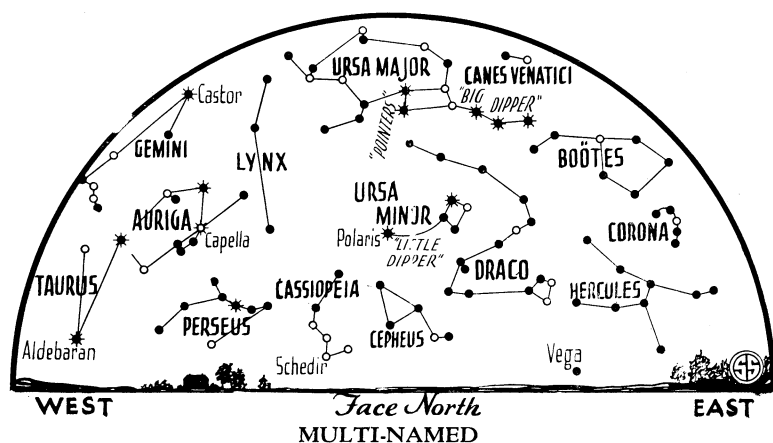 URSA MAJOR
CANES VENATICI
Castor
"POINTERS"
"BIG DIPPER"
GEMINI
LYNX
BOÖTES
URSA
MINOR
AURIGA
Capella
Polaris
"LITTLE
DIPPER"
CORONA
TAURUS
CASSIOPEIA
DRACO
HERCULES
PERSEUS
CEPHEUS
Aldebaran
Schedir
Vega
SS
WEST
Face North
EAST
MULTI-NAMED